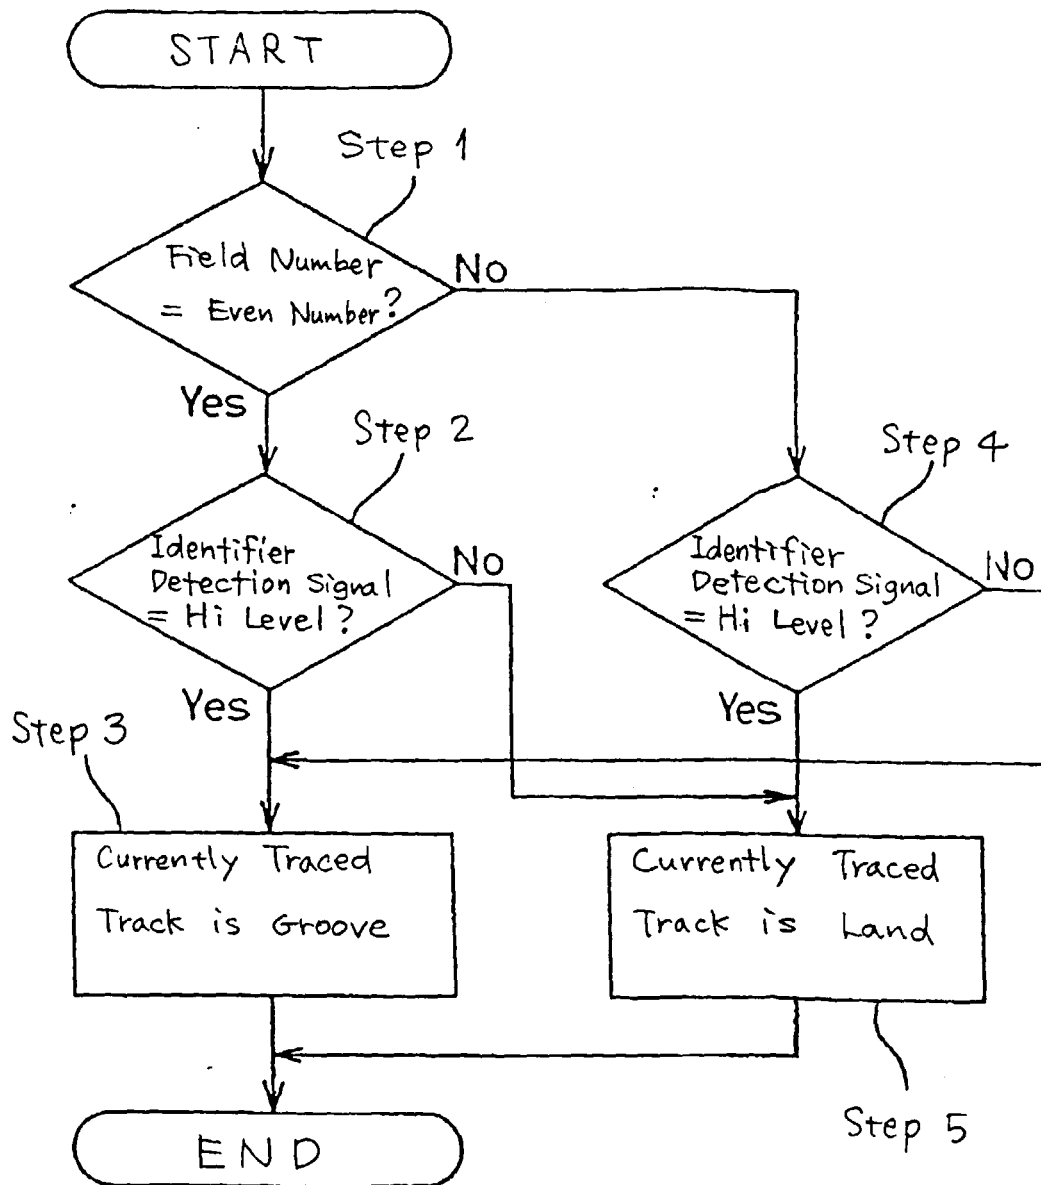 START
Step 1
Field Number
= Even Number?
No
Yes
Step 2
Identifier
Detection Signal
= Hi Level ?
No
Yes
Step 4
Identifier
Detection Signal
= Hi Level ?
No
Yes
Step 3
Currently Traced
Track is Groove
Currently Traced
Track is Land
Step 5
END